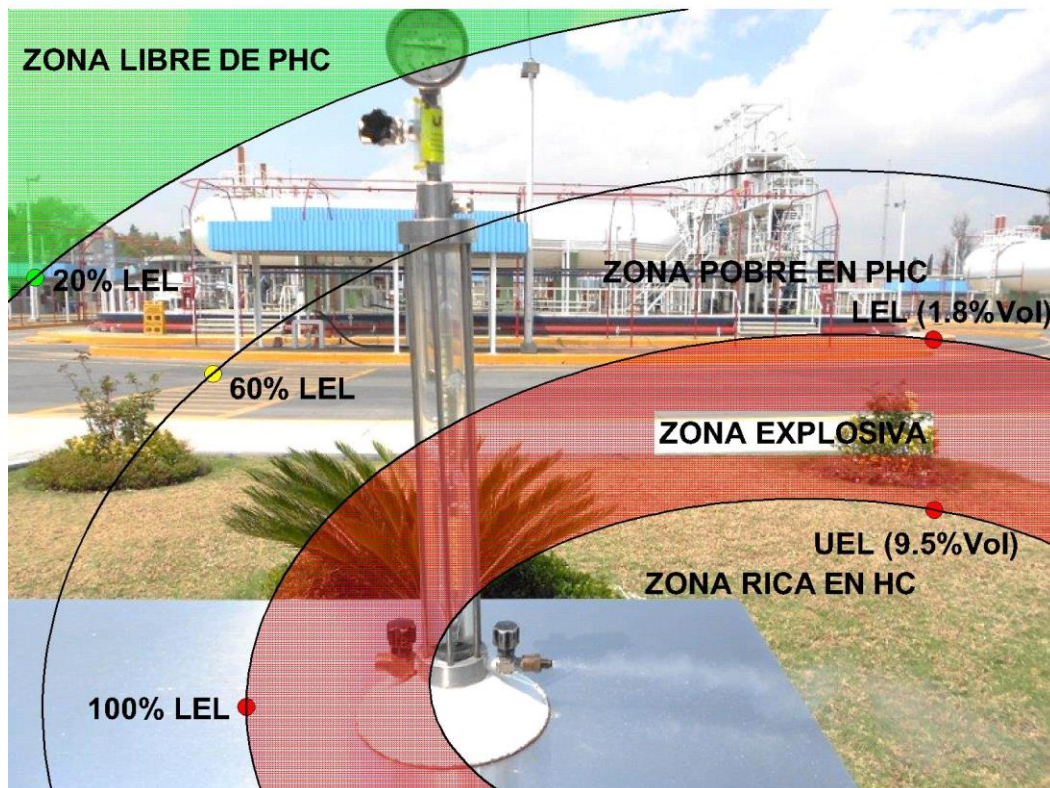 ZONA LIBRE DE PHC
20% LEL
ZONA POBRE EN PHC
LEL (1.8%Vol)
60% LEL
ZONA EXPLOSIVA
UEL (9.5%Vol)
ZONA RICA EN HC
100% LEL